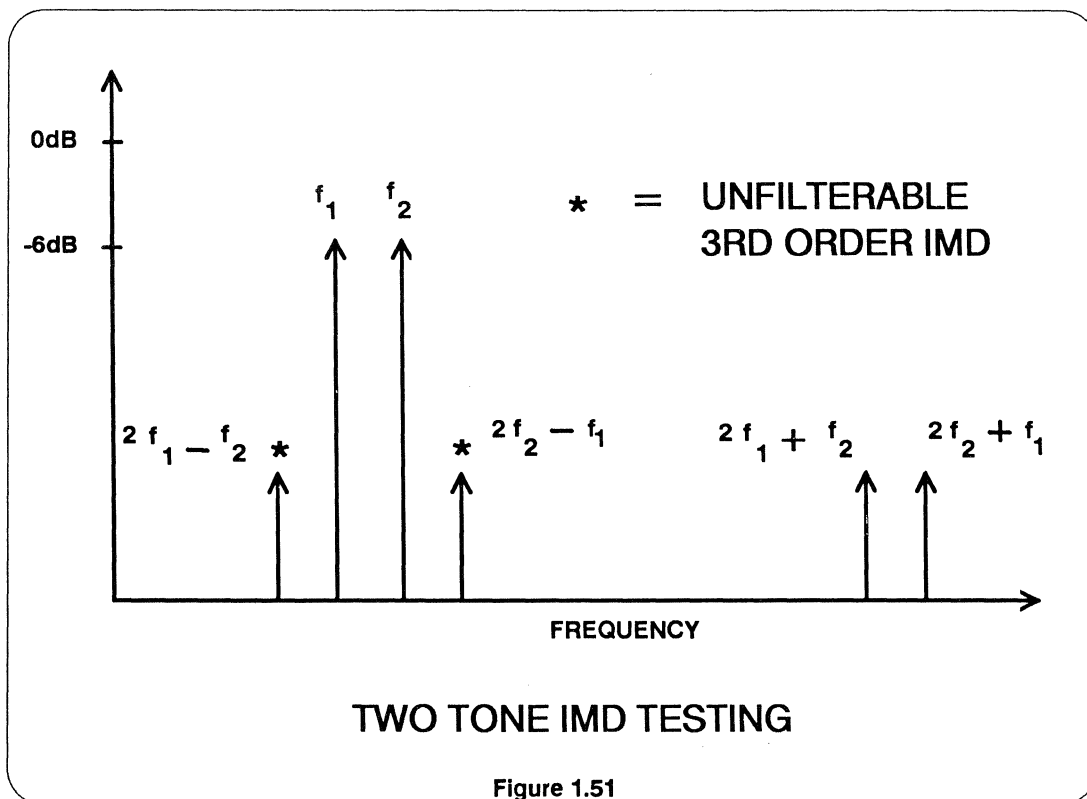 0dB
-6dB
f1 f2
* = UNFILTERABLE
3RD ORDER IMD
2f1 − f2 *
* 2f2 − f1
2f1 + f2
2f2 + f1
FREQUENCY
TWO TONE IMD TESTING
Figure 1.51